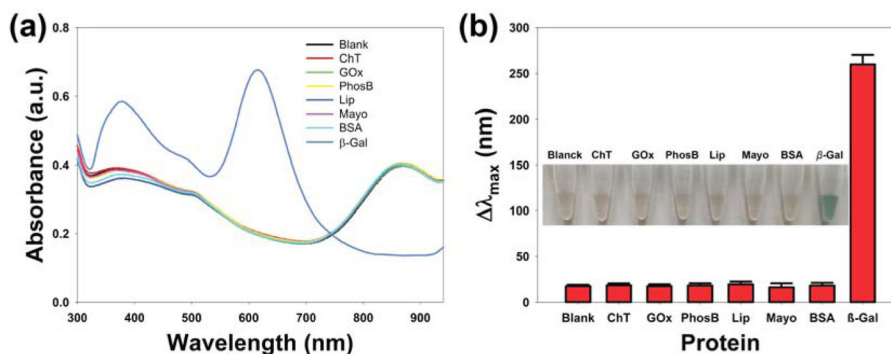 (a)
0.8
0.6
0.4
0.2
0.0
Absorbance (a.u.)
Blank
ChT
GOx
PhosB
Lip
Mayo
BSA
β-Gal
300 400 500 600 700 800 900
Wavelength (nm)
(b)
300
250
200
150
100
50
0
Δλmax (nm)
Blanck ChT GOx PhosB Lip Mayo BSA β-Gal
Blank ChT GOx PhosB Lip Mayo BSA ß-Gal
Protein